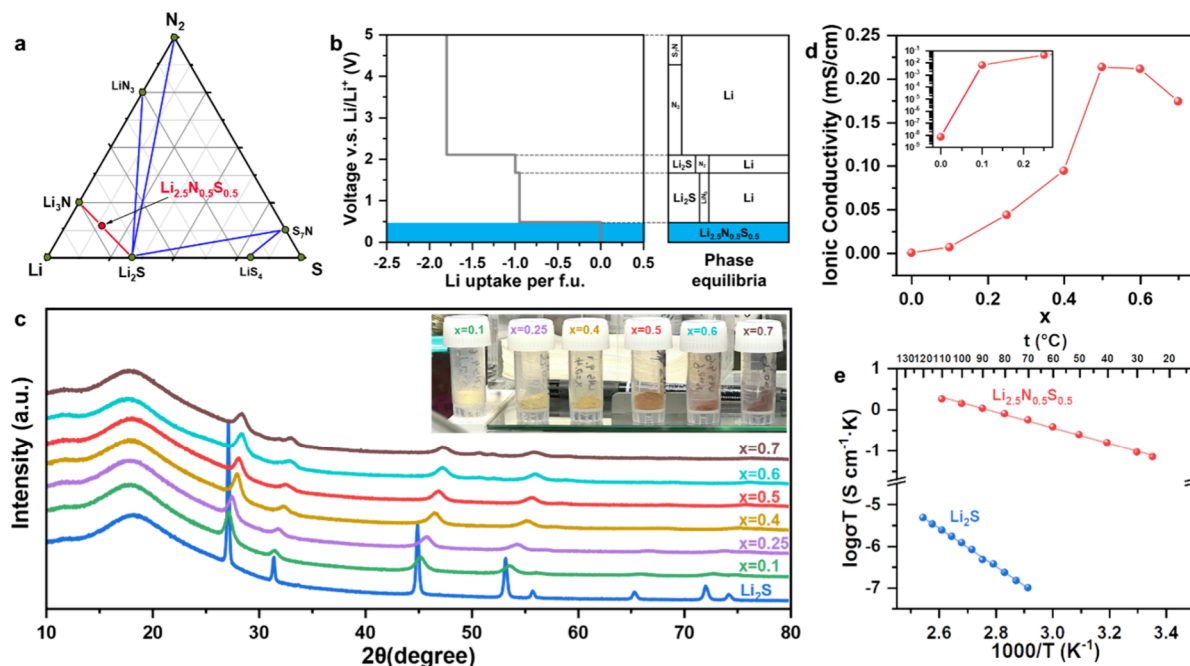 a
N₂
LiN₃
Li₃N
Li₂.₅N₀.₅S₀.₅
S₇N
Li
Li₂S
LiS₄
S
b
Voltage v.s. Li/Li⁺ (V)
5
4
3
2
1
0
-2.5 -2.0 -1.5 -1.0 -0.5 0.0 0.5
Li uptake per f.u.
S₇N
N₂
Li
Li₂S
N₂
Li
Li₂S
LiN₃
Li
Li₂.₅N₀.₅S₀.₅
Phase
equilibria
c
Intensity (a.u.)
x=0.1 x=0.25 x=0.4 x=0.5 x=0.6 x=0.7
x=0.7
x=0.6
x=0.5
x=0.4
x=0.25
x=0.1
Li₂S
10 20 30 40 50 60 70 80
2θ(degree)
d
Ionic Conductivity (mS/cm)
0.25
0.20
0.15
0.10
0.05
0.00
10⁻¹
10⁻²
10⁻³
10⁻⁴
10⁻⁵
10⁻⁶
10⁻⁷
10⁻⁸
10⁻⁹
0.0 0.1 0.2
0.0 0.2 0.4 0.6
x
t (°C)
130 120 110 100 90 80 70 60 50 40 30 20
e
Li₂.₅N₀.₅S₀.₅
logσT (S cm⁻¹·K)
1
0
-1
-5
-6
-7
Li₂S
2.6 2.8 3.0 3.2 3.4
1000/T (K⁻¹)